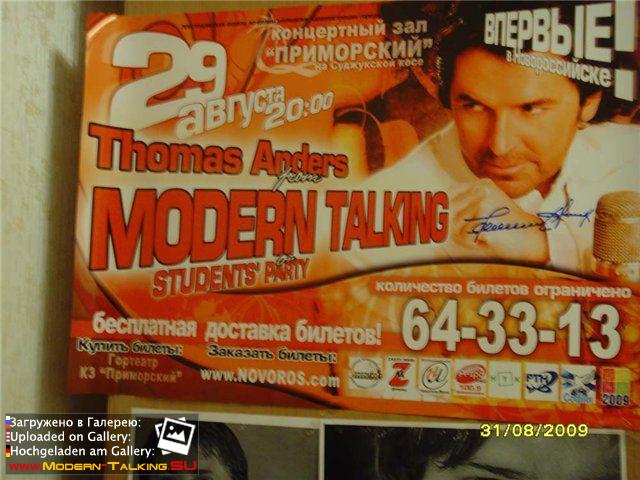 29
августа
20:00
концертный зал
"ПРИМОРСКИЙ"
на Суджукской косе
ВПЕРВЫЕ!
в Новороссийске
Thomas Anders
from
MODERN TALKING
STUDENTS' PARTY
количество билетов ограничено
бесплатная доставка билетов!
64-33-13
Купить билеты:
Гортеатр
КЗ "Приморский"
Заказать билеты:
www.NOVOROS.com
2009
31/08/2009
Загружено в Галерею:
Uploaded on Gallery:
Hochgeladen am Gallery:
www.Modern-Talking.SU